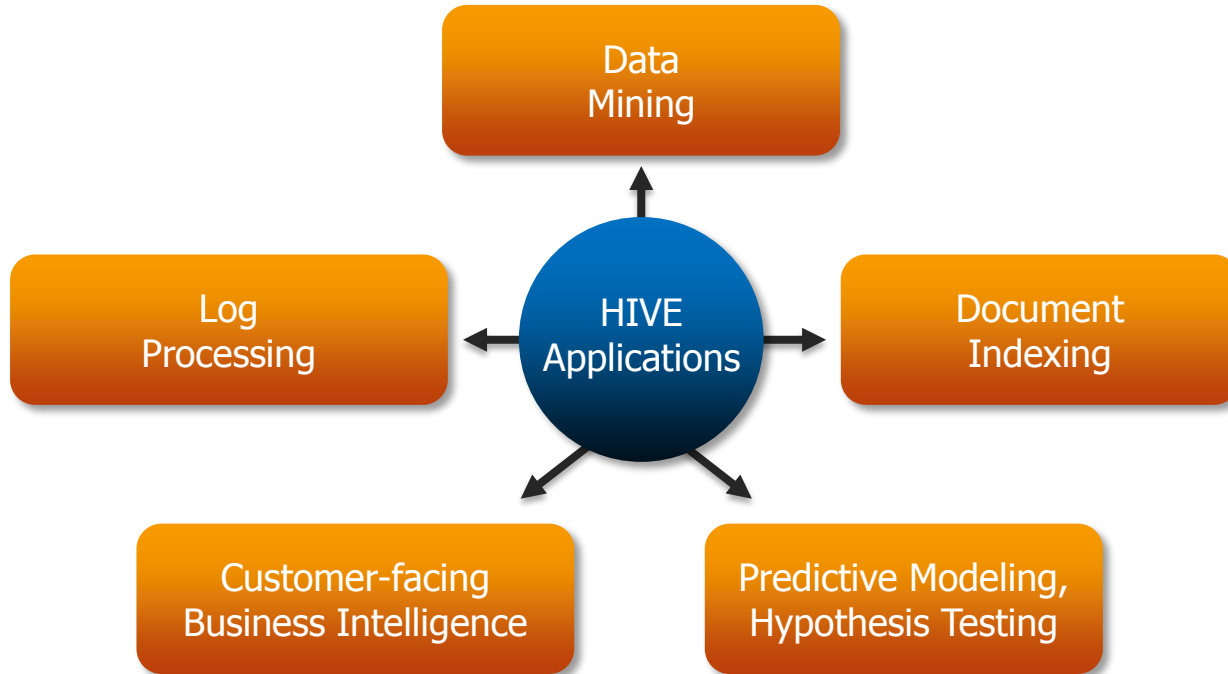 Data
Mining
Log
Processing
HIVE
Applications
Document
Indexing
Customer-facing
Business Intelligence
Predictive Modeling,
Hypothesis Testing